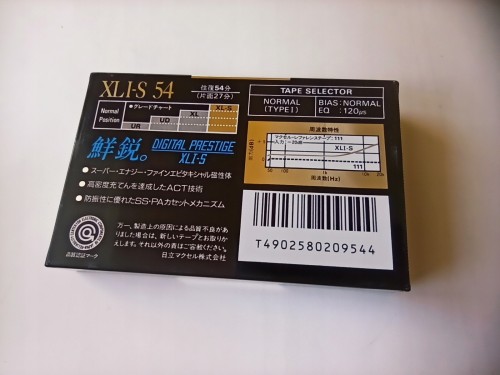 XLI-S 54
往復54分
(片面27分)
TAPE SELECTOR
NORMAL
(TYPE I)
BIAS:NORMAL
EQ : 120μs
Normal
Position
●グレードチャート
UR
UD
XL
XL-S
鮮鋭。
DIGITAL PRESTIGE
XLI-S
周波数特性
マクセル・レファレンステープ: 111
入力: -20dB
XLI-S
111
周波数(Hz)
●スーパー・エナジー・ファインエピタキシャル磁性体
●高密度充てんを達成したACT技術
●防振性に優れたSS-PAカセットメカニズム
万一、製造上の原因による品質不良があ
りました場合は、新しいテープとお取りか
えします。それ以外の責はご容赦ください。
日立マクセル株式会社
品質認証マーク
T4902580209544